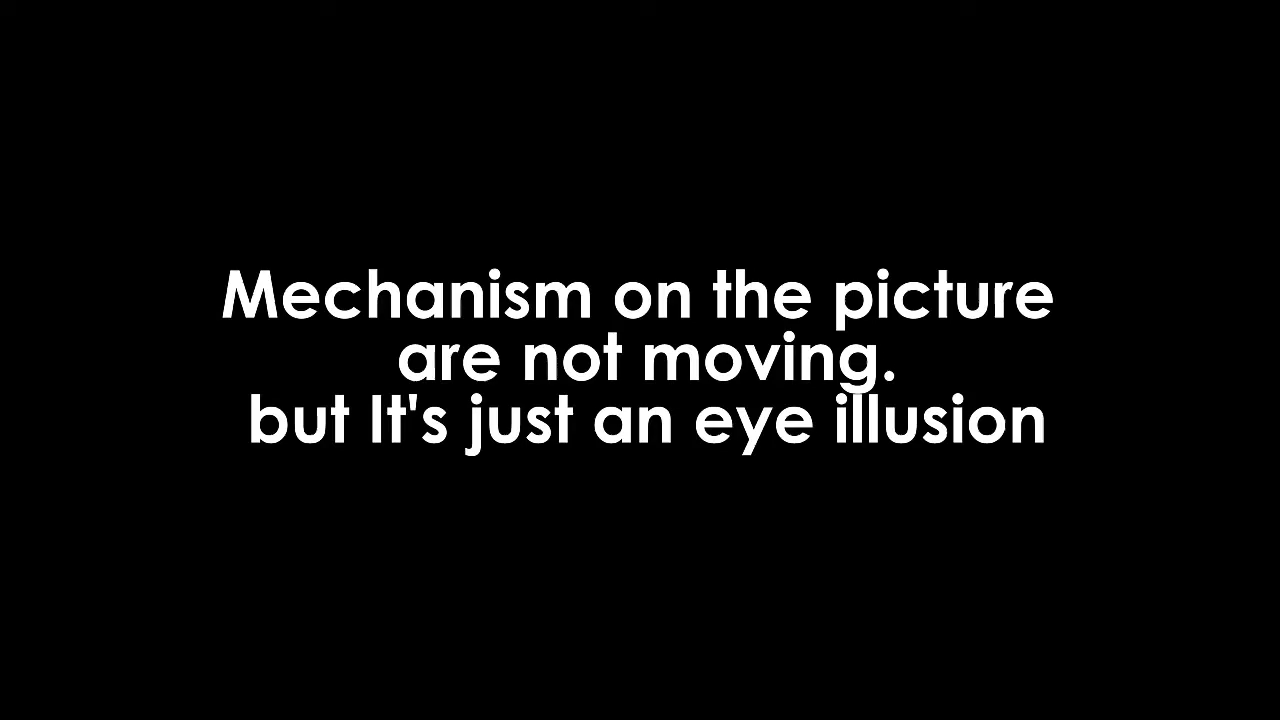 Mechanism on the picture
are not moving.
but It's just an eye illusion